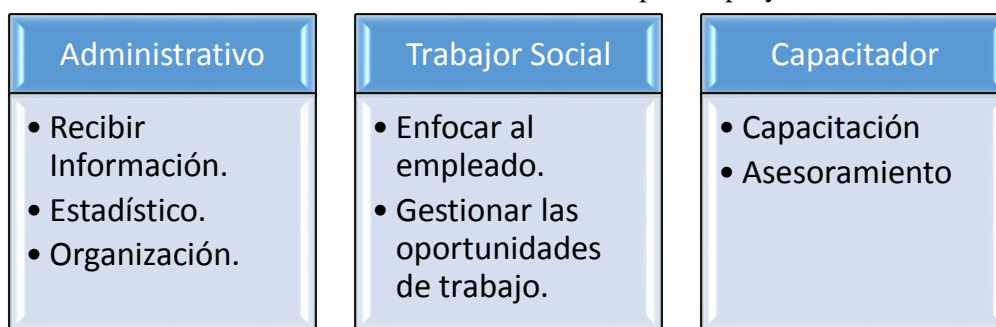 Administrativo
• Recibir
Información.
• Estadístico.
• Organización.
Trabajor Social
• Enfocar al
empleado.
• Gestionar las
oportunidades
de trabajo.
Capacitador
• Capacitación
• Asesoramiento